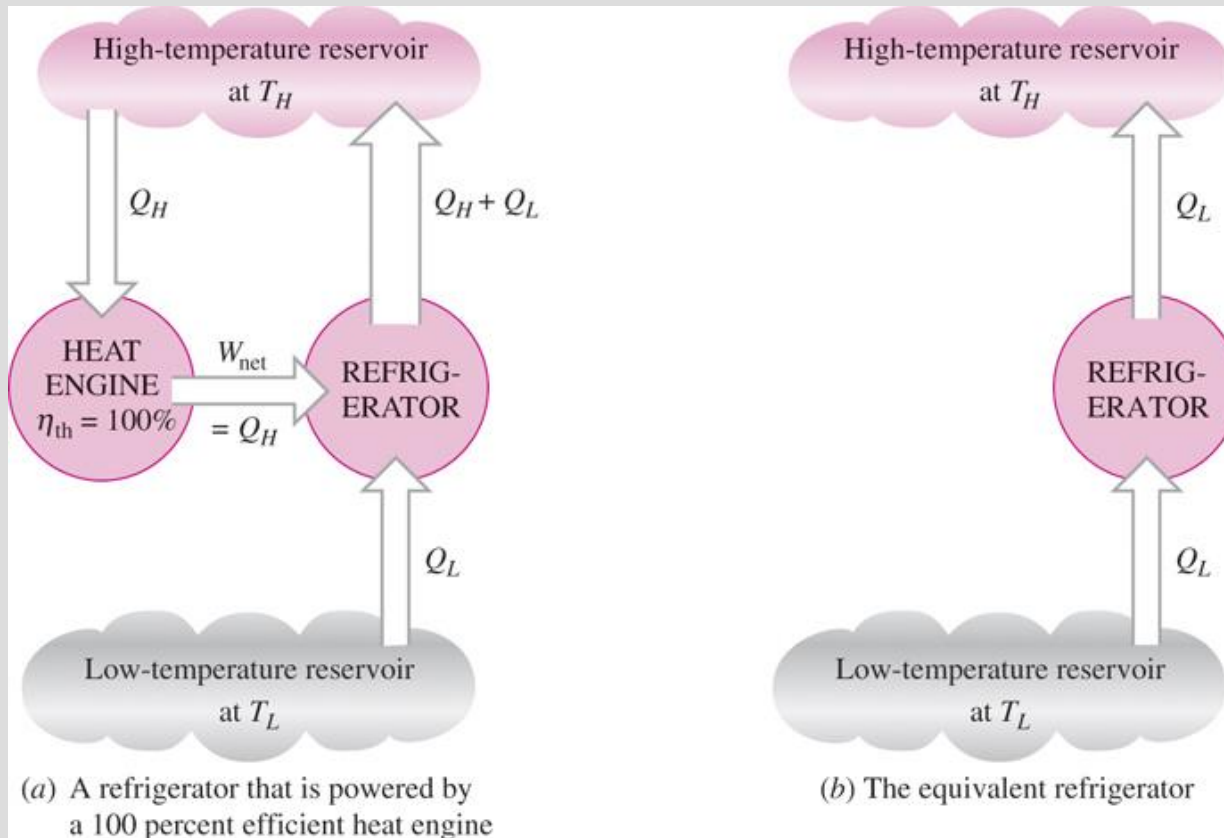 High-temperature reservoir
at T_H
Q_H
Q_H + Q_L
HEAT
ENGINE
η_th = 100%
W_net
= Q_H
REFRIG-
ERATOR
Q_L
Low-temperature reservoir
at T_L
(a) A refrigerator that is powered by
a 100 percent efficient heat engine
High-temperature reservoir
at T_H
Q_L
REFRIG-
ERATOR
Q_L
Low-temperature reservoir
at T_L
(b) The equivalent refrigerator